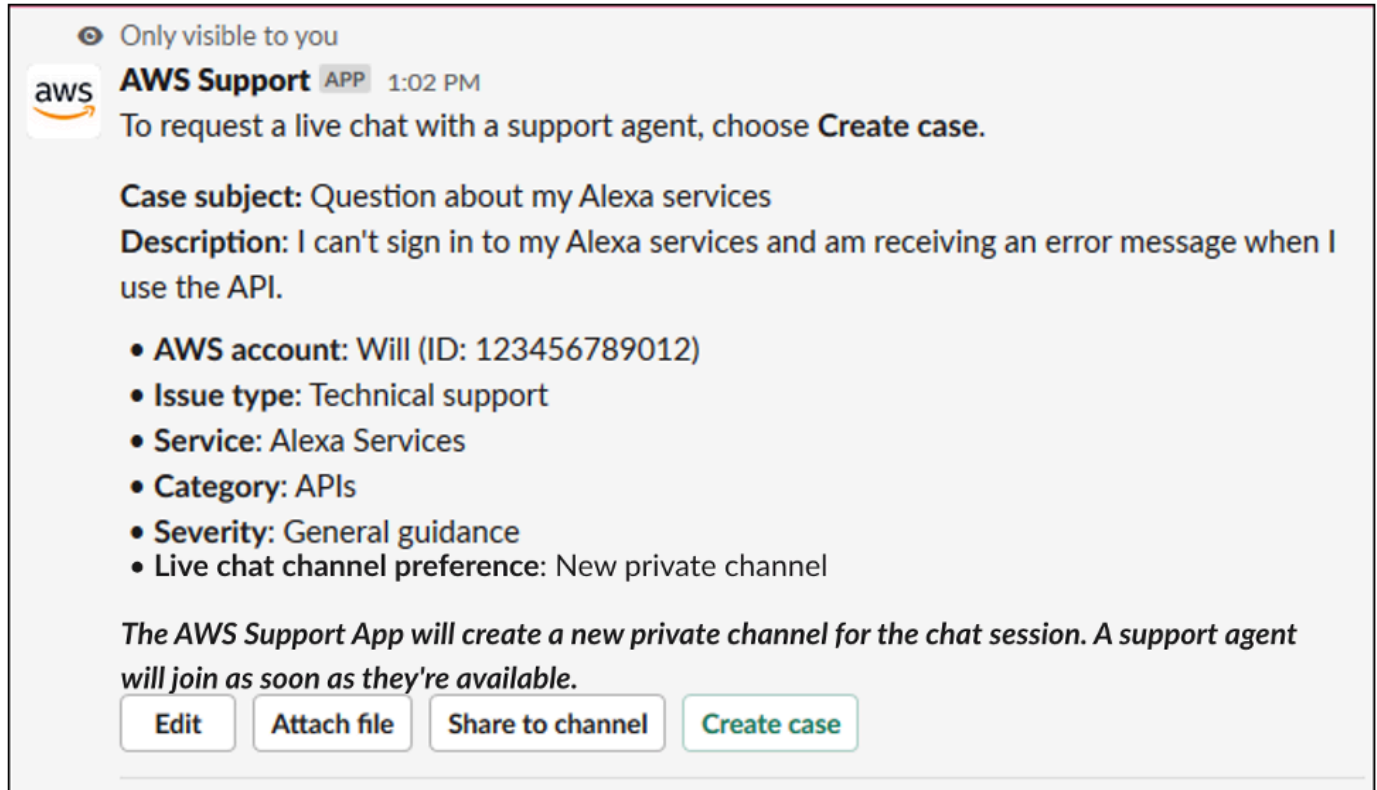 Only visible to you
aws
AWS Support APP 1:02 PM
To request a live chat with a support agent, choose Create case.
Case subject: Question about my Alexa services
Description: I can't sign in to my Alexa services and am receiving an error message when I
use the API.
• AWS account: Will (ID: 123456789012)
• Issue type: Technical support
• Service: Alexa Services
• Category: APIs
• Severity: General guidance
• Live chat channel preference: New private channel
The AWS Support App will create a new private channel for the chat session. A support agent
will join as soon as they're available.
Edit Attach file Share to channel Create case